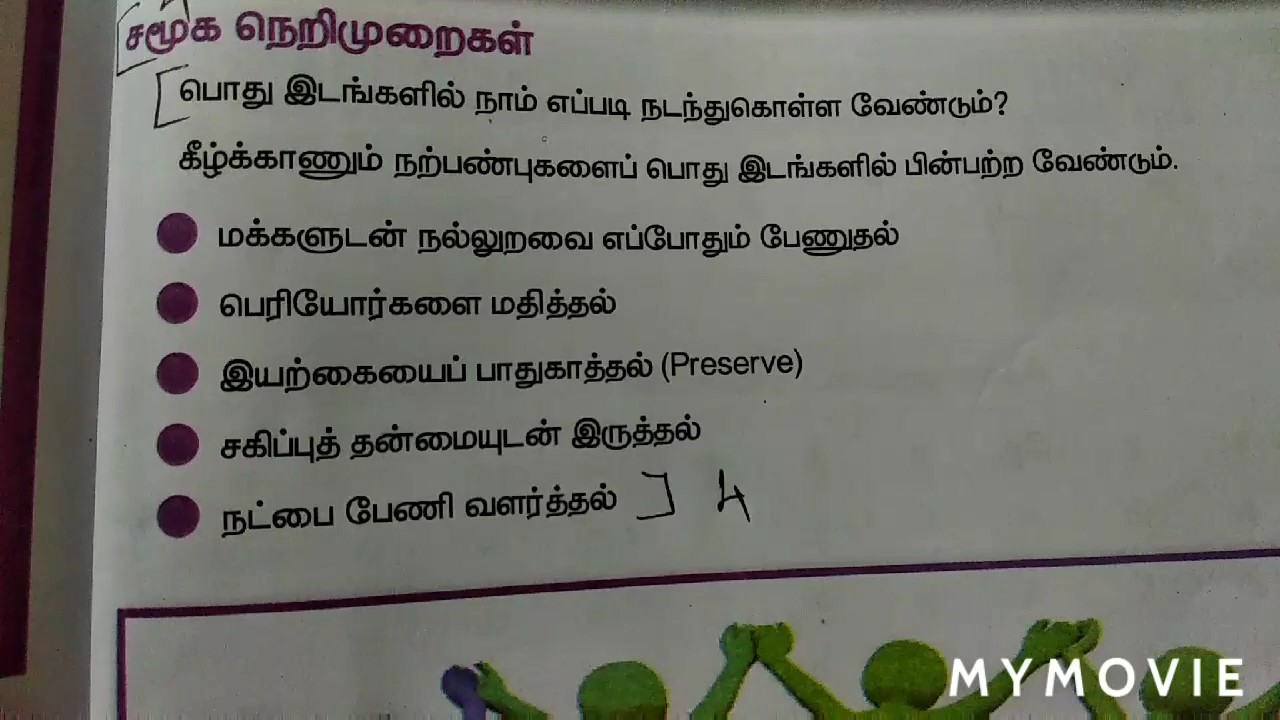 சமூக நெறிமுறைகள்
பொது இடங்களில் நாம் எப்படி நடந்துகொள்ள வேண்டும்?
கீழ்க்காணும் நற்பண்புகளைப் பொது இடங்களில் பின்பற்ற வேண்டும்.
மக்களுடன் நல்லுறவை எப்போதும் பேணுதல்
பெரியோர்களை மதித்தல்
இயற்கையைப் பாதுகாத்தல் (Preserve)
சகிப்புத் தன்மையுடன் இருத்தல்
நட்பை பேணி வளர்த்தல் 4
MYMOVIE